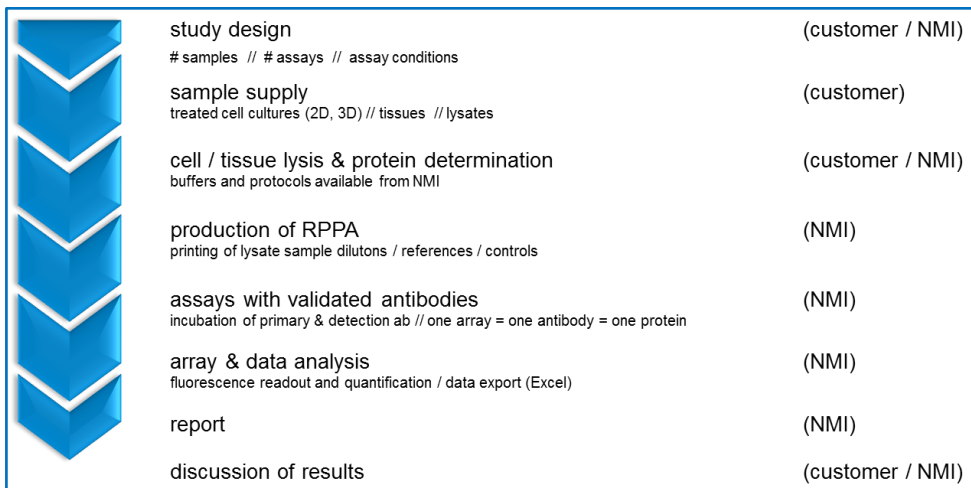 study design (customer / NMI)
# samples // # assays // assay conditions
sample supply (customer)
treated cell cultures (2D, 3D) // tissues // lysates
cell / tissue lysis & protein determination (customer / NMI)
buffers and protocols available from NMI
production of RPPA (NMI)
printing of lysate sample dilutons / references / controls
assays with validated antibodies (NMI)
incubation of primary & detection ab // one array = one antibody = one protein
array & data analysis (NMI)
fluorescence readout and quantification / data export (Excel)
report (NMI)
discussion of results (customer / NMI)